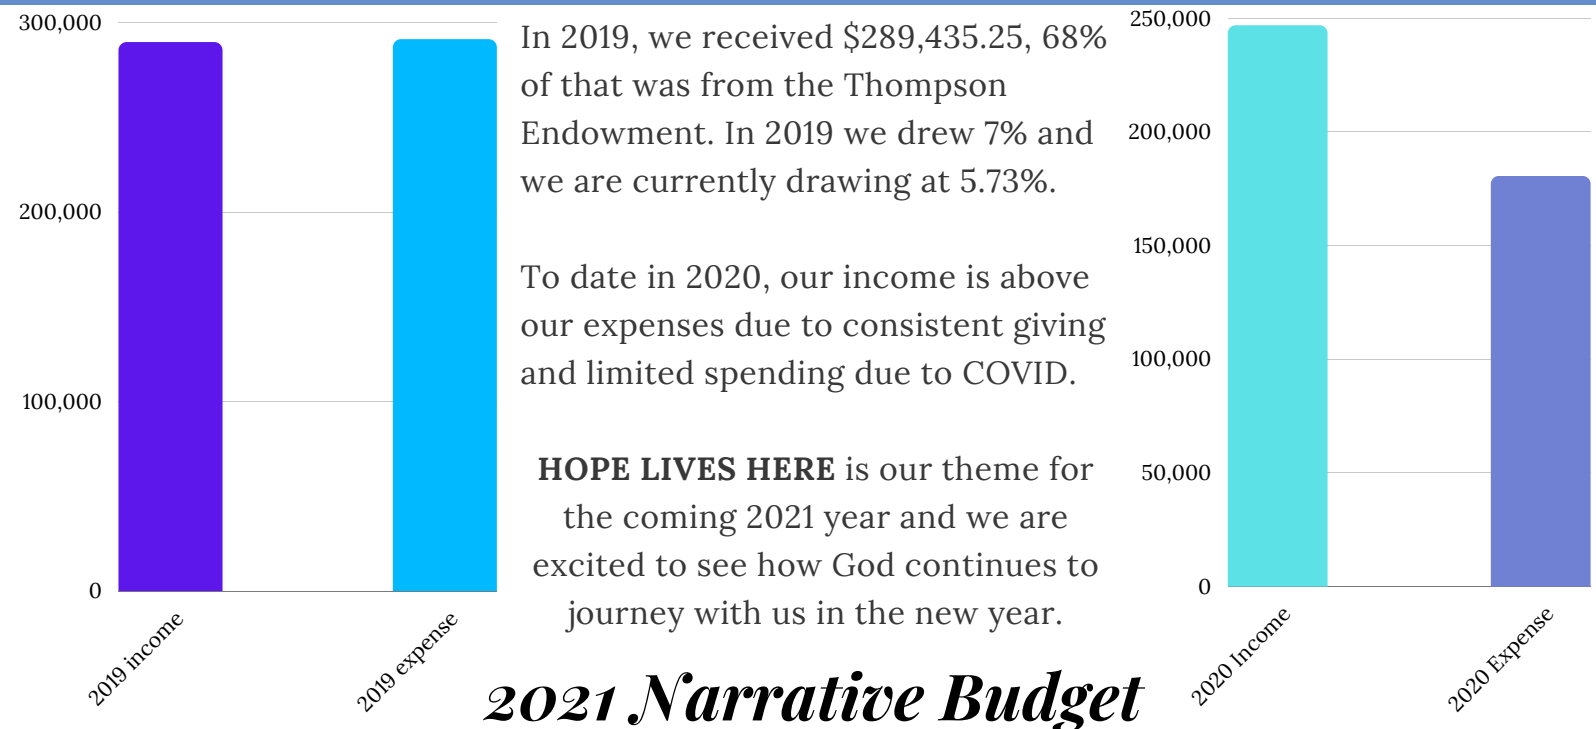 300,000
200,000
100,000
0
2019 income
2019 expense
In 2019, we received $289,435.25, 68%
of that was from the Thompson
Endowment. In 2019 we drew 7% and
we are currently drawing at 5.73%.
To date in 2020, our income is above
our expenses due to consistent giving
and limited spending due to COVID.
HOPE LIVES HERE is our theme for
the coming 2021 year and we are
excited to see how God continues to
journey with us in the new year.
250,000
200,000
150,000
100,000
50,000
0
2020 Income
2020 Expense
2021 Narrative Budget